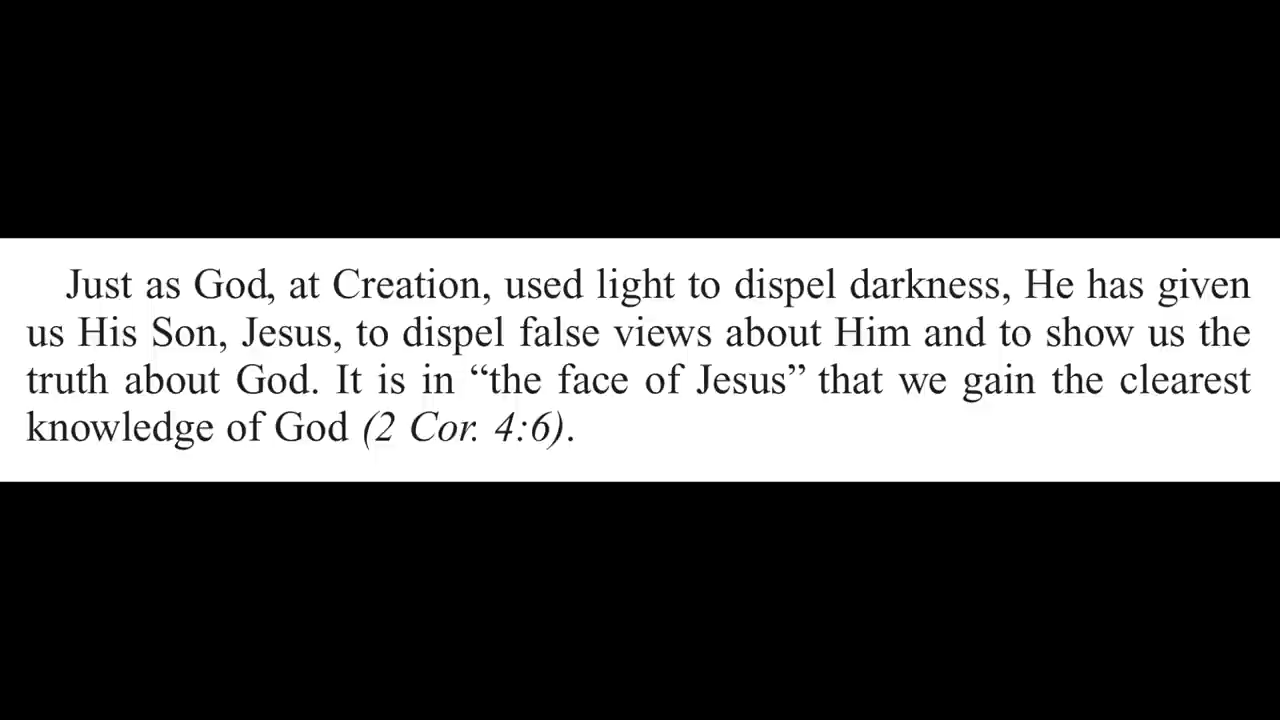 Just as God, at Creation, used light to dispel darkness, He has given
us His Son, Jesus, to dispel false views about Him and to show us the
truth about God. It is in “the face of Jesus” that we gain the clearest
knowledge of God (2 Cor. 4:6).